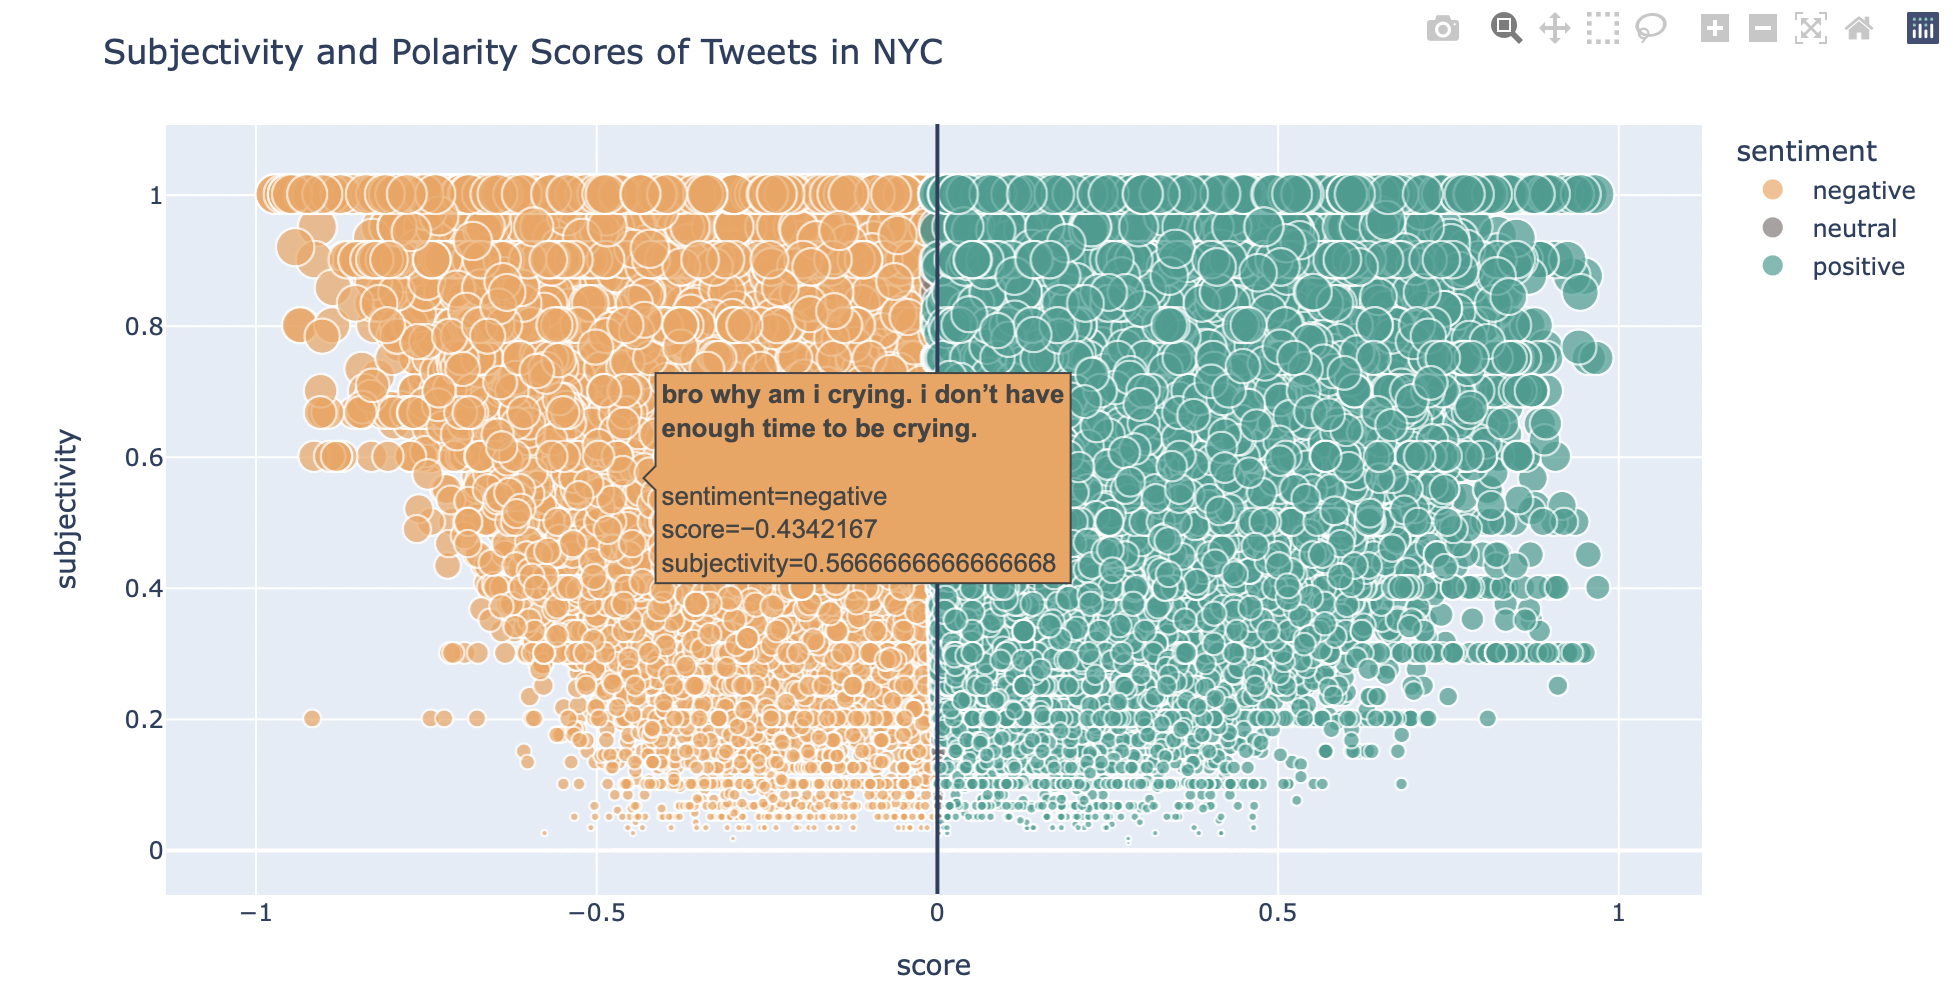 Subjectivity and Polarity Scores of Tweets in NYC
sentiment
negative
neutral
positive
1
0.8
0.6
0.4
0.2
0
subjectivity
bro why am i crying. i don’t have
enough time to be crying.
sentiment=negative
score=−0.4342167
subjectivity=0.5666666666666668
−1
−0.5
0
0.5
1
score